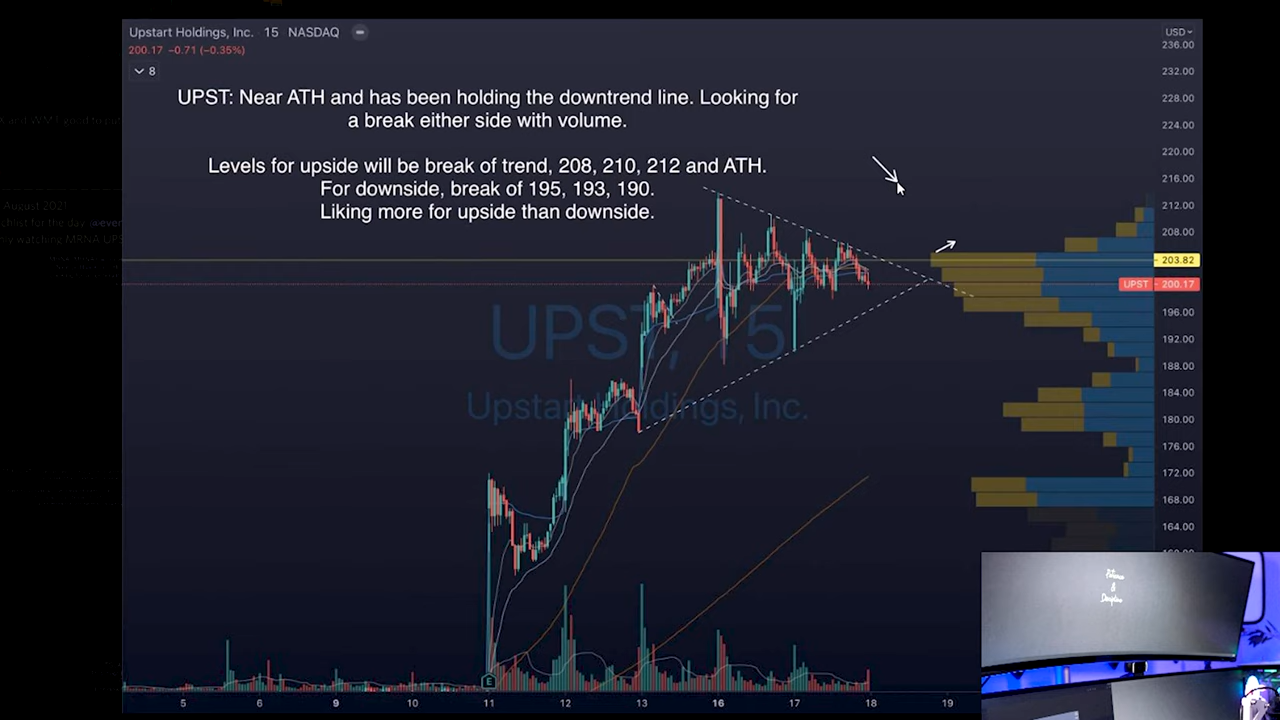 Upstart Holdings, Inc. 15 NASDAQ
200.17 −0.71 (−0.35%)
8
UPST: Near ATH and has been holding the downtrend line. Looking for
a break either side with volume.
Levels for upside will be break of trend, 208, 210, 212 and ATH.
For downside, break of 195, 193, 190.
Liking more for upside than downside.
USD
236.00
232.00
228.00
224.00
220.00
216.00
212.00
208.00
203.82
UPST 200.17
196.00
192.00
188.00
184.00
180.00
176.00
172.00
168.00
164.00
UPST, 15
Upstart Holdings, Inc.
August 2021
E
5 6 9 10 11 12 13 16 17 18 19